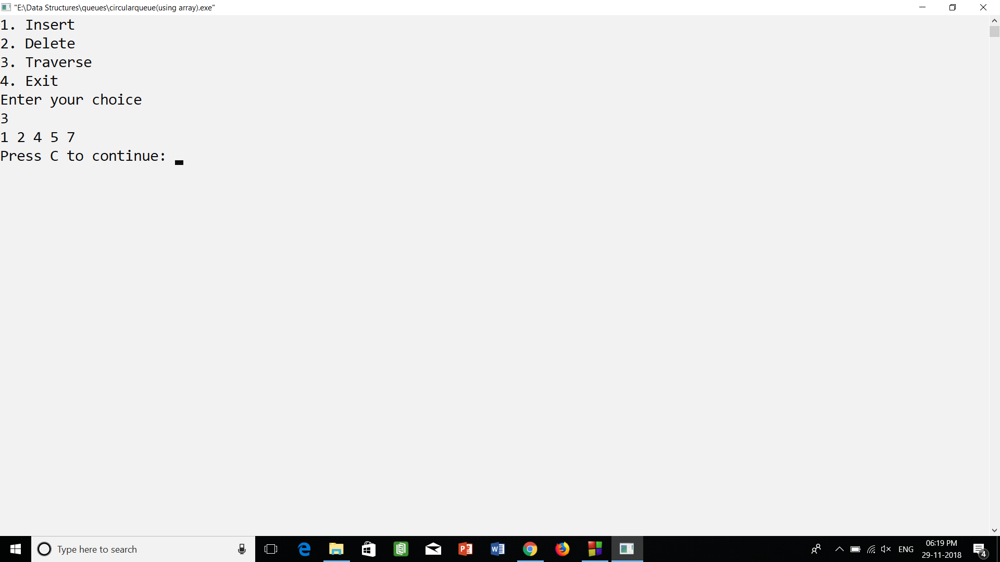 "E:\Data Structures\queues\circularqueue(using array).exe"
1. Insert
2. Delete
3. Traverse
4. Exit
Enter your choice
3
1 2 4 5 7
Press C to continue:
Type here to search
ENG
06:19 PM
29-11-2018
4